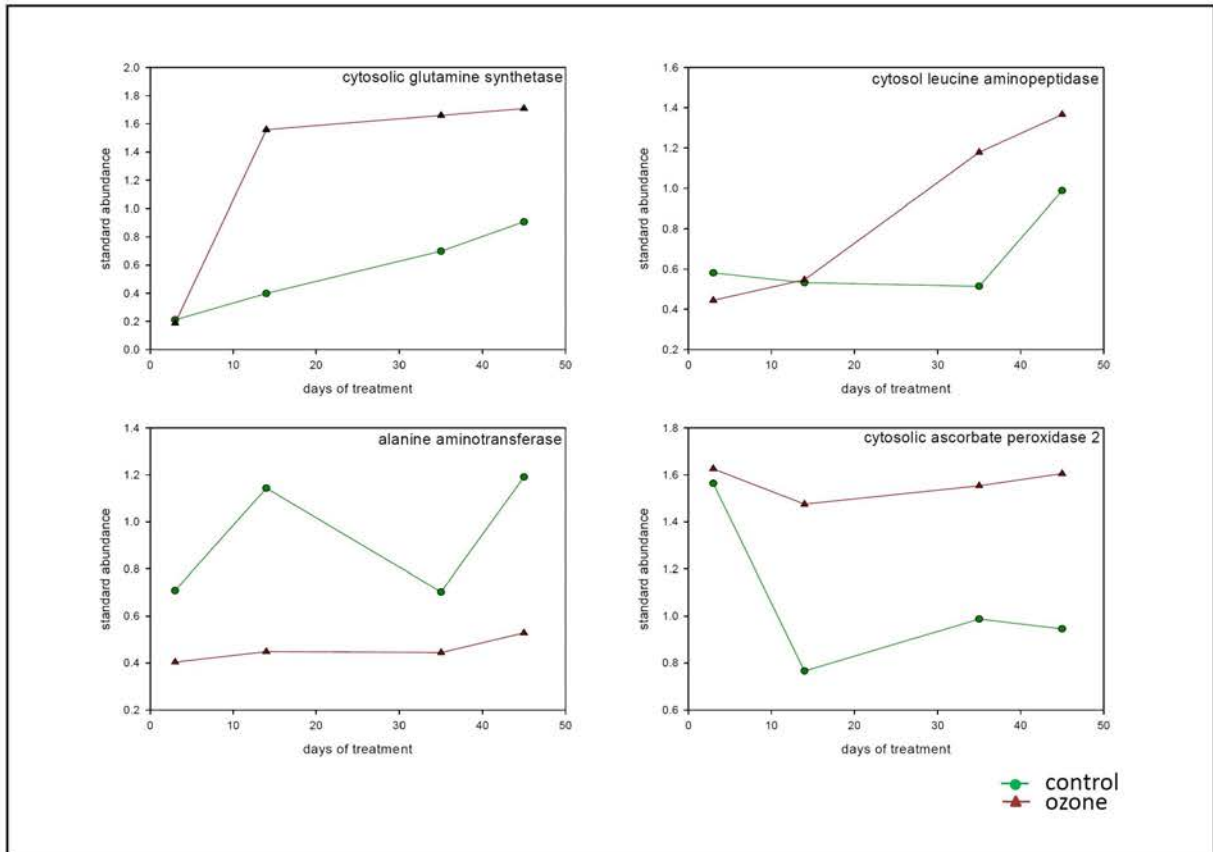 cytosolic glutamine synthetase
standard abundance
2.0
1.8
1.6
1.4
1.2
1.0
0.8
0.6
0.4
0.2
0.0
0 10 20 30 40 50
days of treatment
cytosol leucine aminopeptidase
standard abundance
1.6
1.4
1.2
1.0
0.8
0.6
0.4
0.2
0 10 20 30 40 50
days of treatment
alanine aminotransferase
standard abundance
1.4
1.2
1.0
0.8
0.6
0.4
0.2
0 10 20 30 40 50
days of treatment
cytosolic ascorbate peroxidase 2
standard abundance
1.8
1.6
1.4
1.2
1.0
0.8
0.6
0 10 20 30 40 50
days of treatment
control
ozone